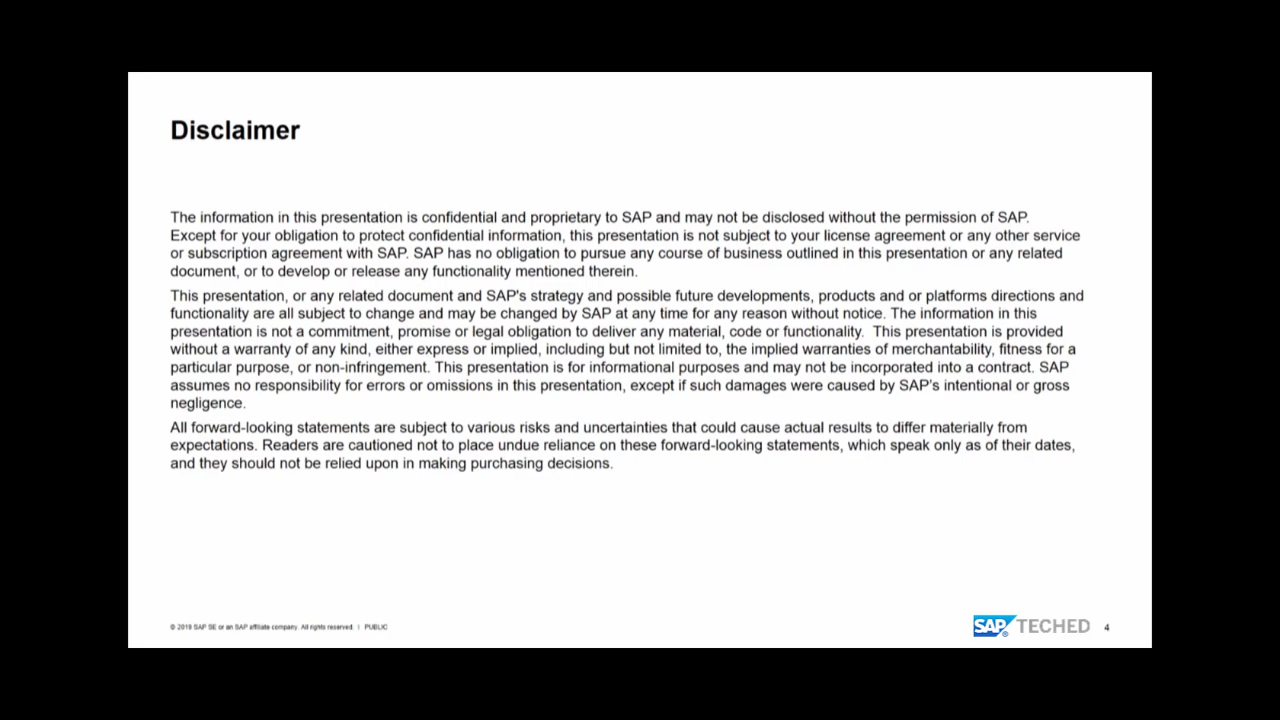 Disclaimer
The information in this presentation is confidential and proprietary to SAP and may not be disclosed without the permission of SAP.
Except for your obligation to protect confidential information, this presentation is not subject to your license agreement or any other service
or subscription agreement with SAP. SAP has no obligation to pursue any course of business outlined in this presentation or any related
document, or to develop or release any functionality mentioned therein.
This presentation, or any related document and SAP's strategy and possible future developments, products and or platforms directions and
functionality are all subject to change and may be changed by SAP at any time for any reason without notice. The information in this
presentation is not a commitment, promise or legal obligation to deliver any material, code or functionality.  This presentation is provided
without a warranty of any kind, either express or implied, including but not limited to, the implied warranties of merchantability, fitness for a
particular purpose, or non-infringement. This presentation is for informational purposes and may not be incorporated into a contract. SAP
assumes no responsibility for errors or omissions in this presentation, except if such damages were caused by SAP's intentional or gross
negligence.
All forward-looking statements are subject to various risks and uncertainties that could cause actual results to differ materially from
expectations. Readers are cautioned not to place undue reliance on these forward-looking statements, which speak only as of their dates,
and they should not be relied upon in making purchasing decisions.
© 2018 SAP SE or an SAP affiliate company. All rights reserved. | PUBLIC
SAP® TECHED 4